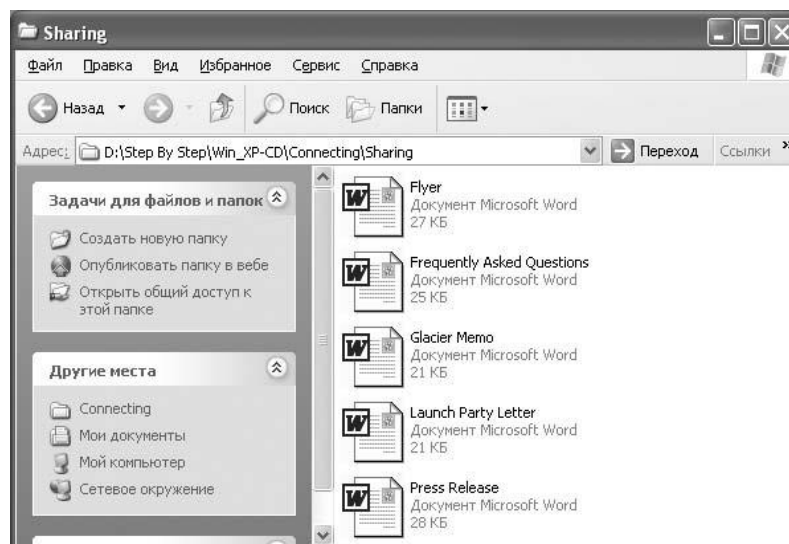 Sharing
Файл Правка Вид Избранное Сервис Справка
Назад Поиск Папки
Адрес: D:\Step By Step\Win_XP-CD\Connecting\Sharing Переход Ссылки »
Задачи для файлов и папок
Создать новую папку
Опубликовать папку в вебе
Открыть общий доступ к
этой папке
Другие места
Connecting
Мои документы
Мой компьютер
Сетевое окружение
Flyer
Документ Microsoft Word
27 КБ
Frequently Asked Questions
Документ Microsoft Word
25 КБ
Glacier Memo
Документ Microsoft Word
21 КБ
Launch Party Letter
Документ Microsoft Word
21 КБ
Press Release
Документ Microsoft Word
28 КБ